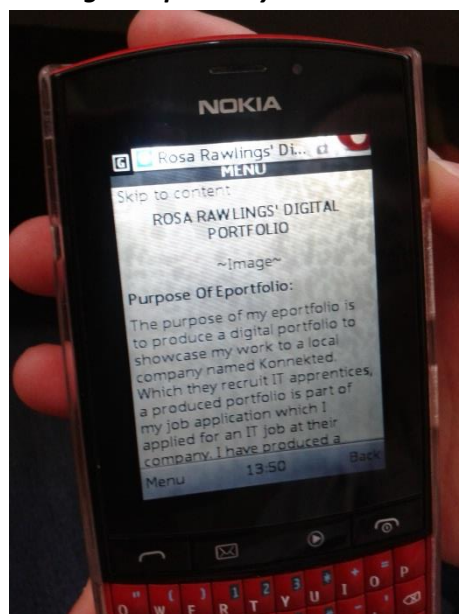 NOKIA
Rosa Rawlings' Di...
MENU
Skip to content
ROSA RAWLINGS' DIGITAL
PORTFOLIO
~Image~
Purpose Of Eportfolio:
The purpose of my eportfolio is
to produce a digital portfolio to
showcase my work to a local
company named Konnekted.
Which they recruit IT apprentices,
a produced portfolio is part of
my job application which I
applied for an IT job at their
company. I have produced a
Menu 13:50 Back
1 2 3
Q W E R T Y U I O P